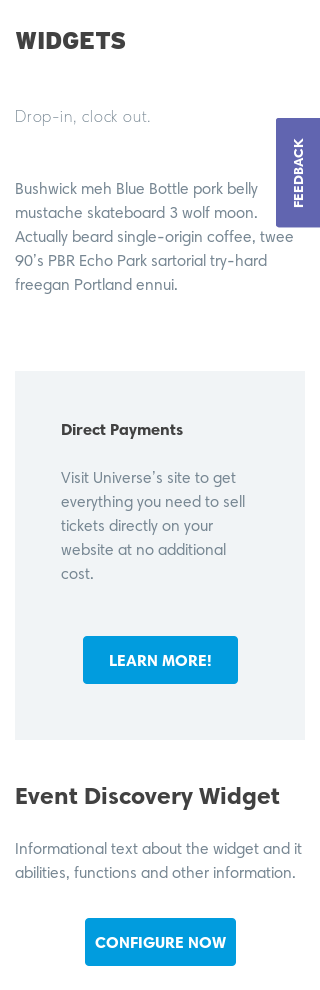 WIDGETS
Drop-in, clock out.
FEEDBACK
Bushwick meh Blue Bottle pork belly
mustache skateboard 3 wolf moon.
Actually beard single-origin coffee, twee
90's PBR Echo Park sartorial try-hard
freegan Portland ennui.
Direct Payments
Visit Universe's site to get
everything you need to sell
tickets directly on your
website at no additional
cost.
LEARN MORE!
Event Discovery Widget
Informational text about the widget and it
abilities, functions and other information.
CONFIGURE NOW